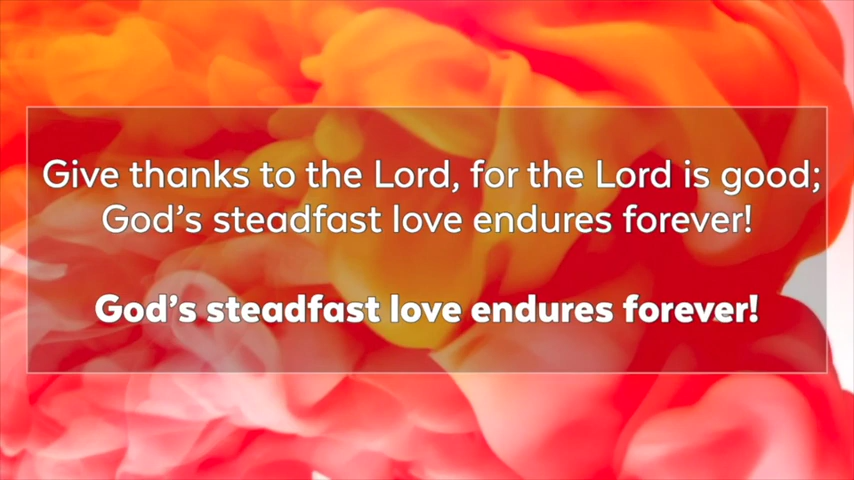 Give thanks to the Lord, for the Lord is good;
God’s steadfast love endures forever!
God’s steadfast love endures forever!